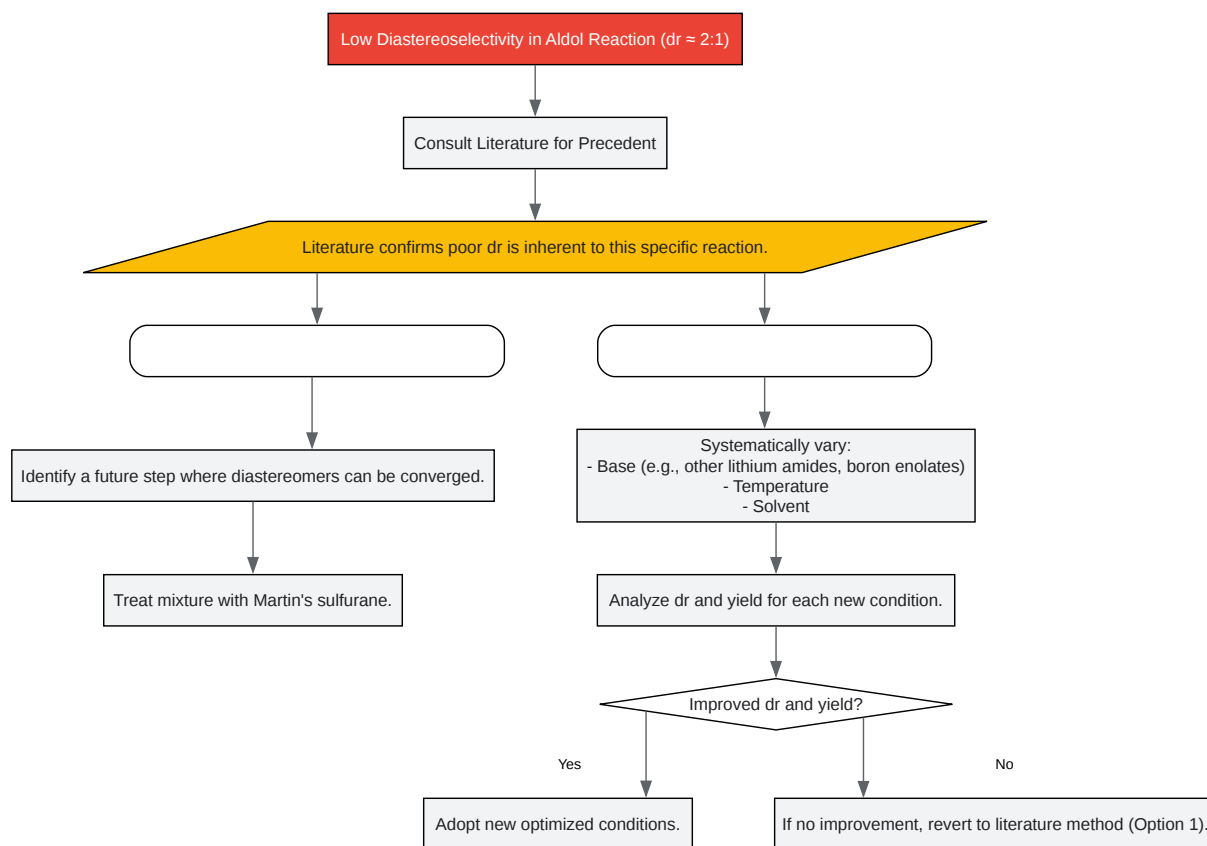 Low Diastereoselectivity in Aldol Reaction (dr ≈ 2:1)
Consult Literature for Precedent
Literature confirms poor dr is inherent to this specific reaction.
Identify a future step where diastereomers can be converged.
Treat mixture with Martin's sulfurane.
Systematically vary:
- Base (e.g., other lithium amides, boron enolates)
- Temperature
- Solvent
Analyze dr and yield for each new condition.
Improved dr and yield?
Yes
No
Adopt new optimized conditions.
If no improvement, revert to literature method (Option 1).